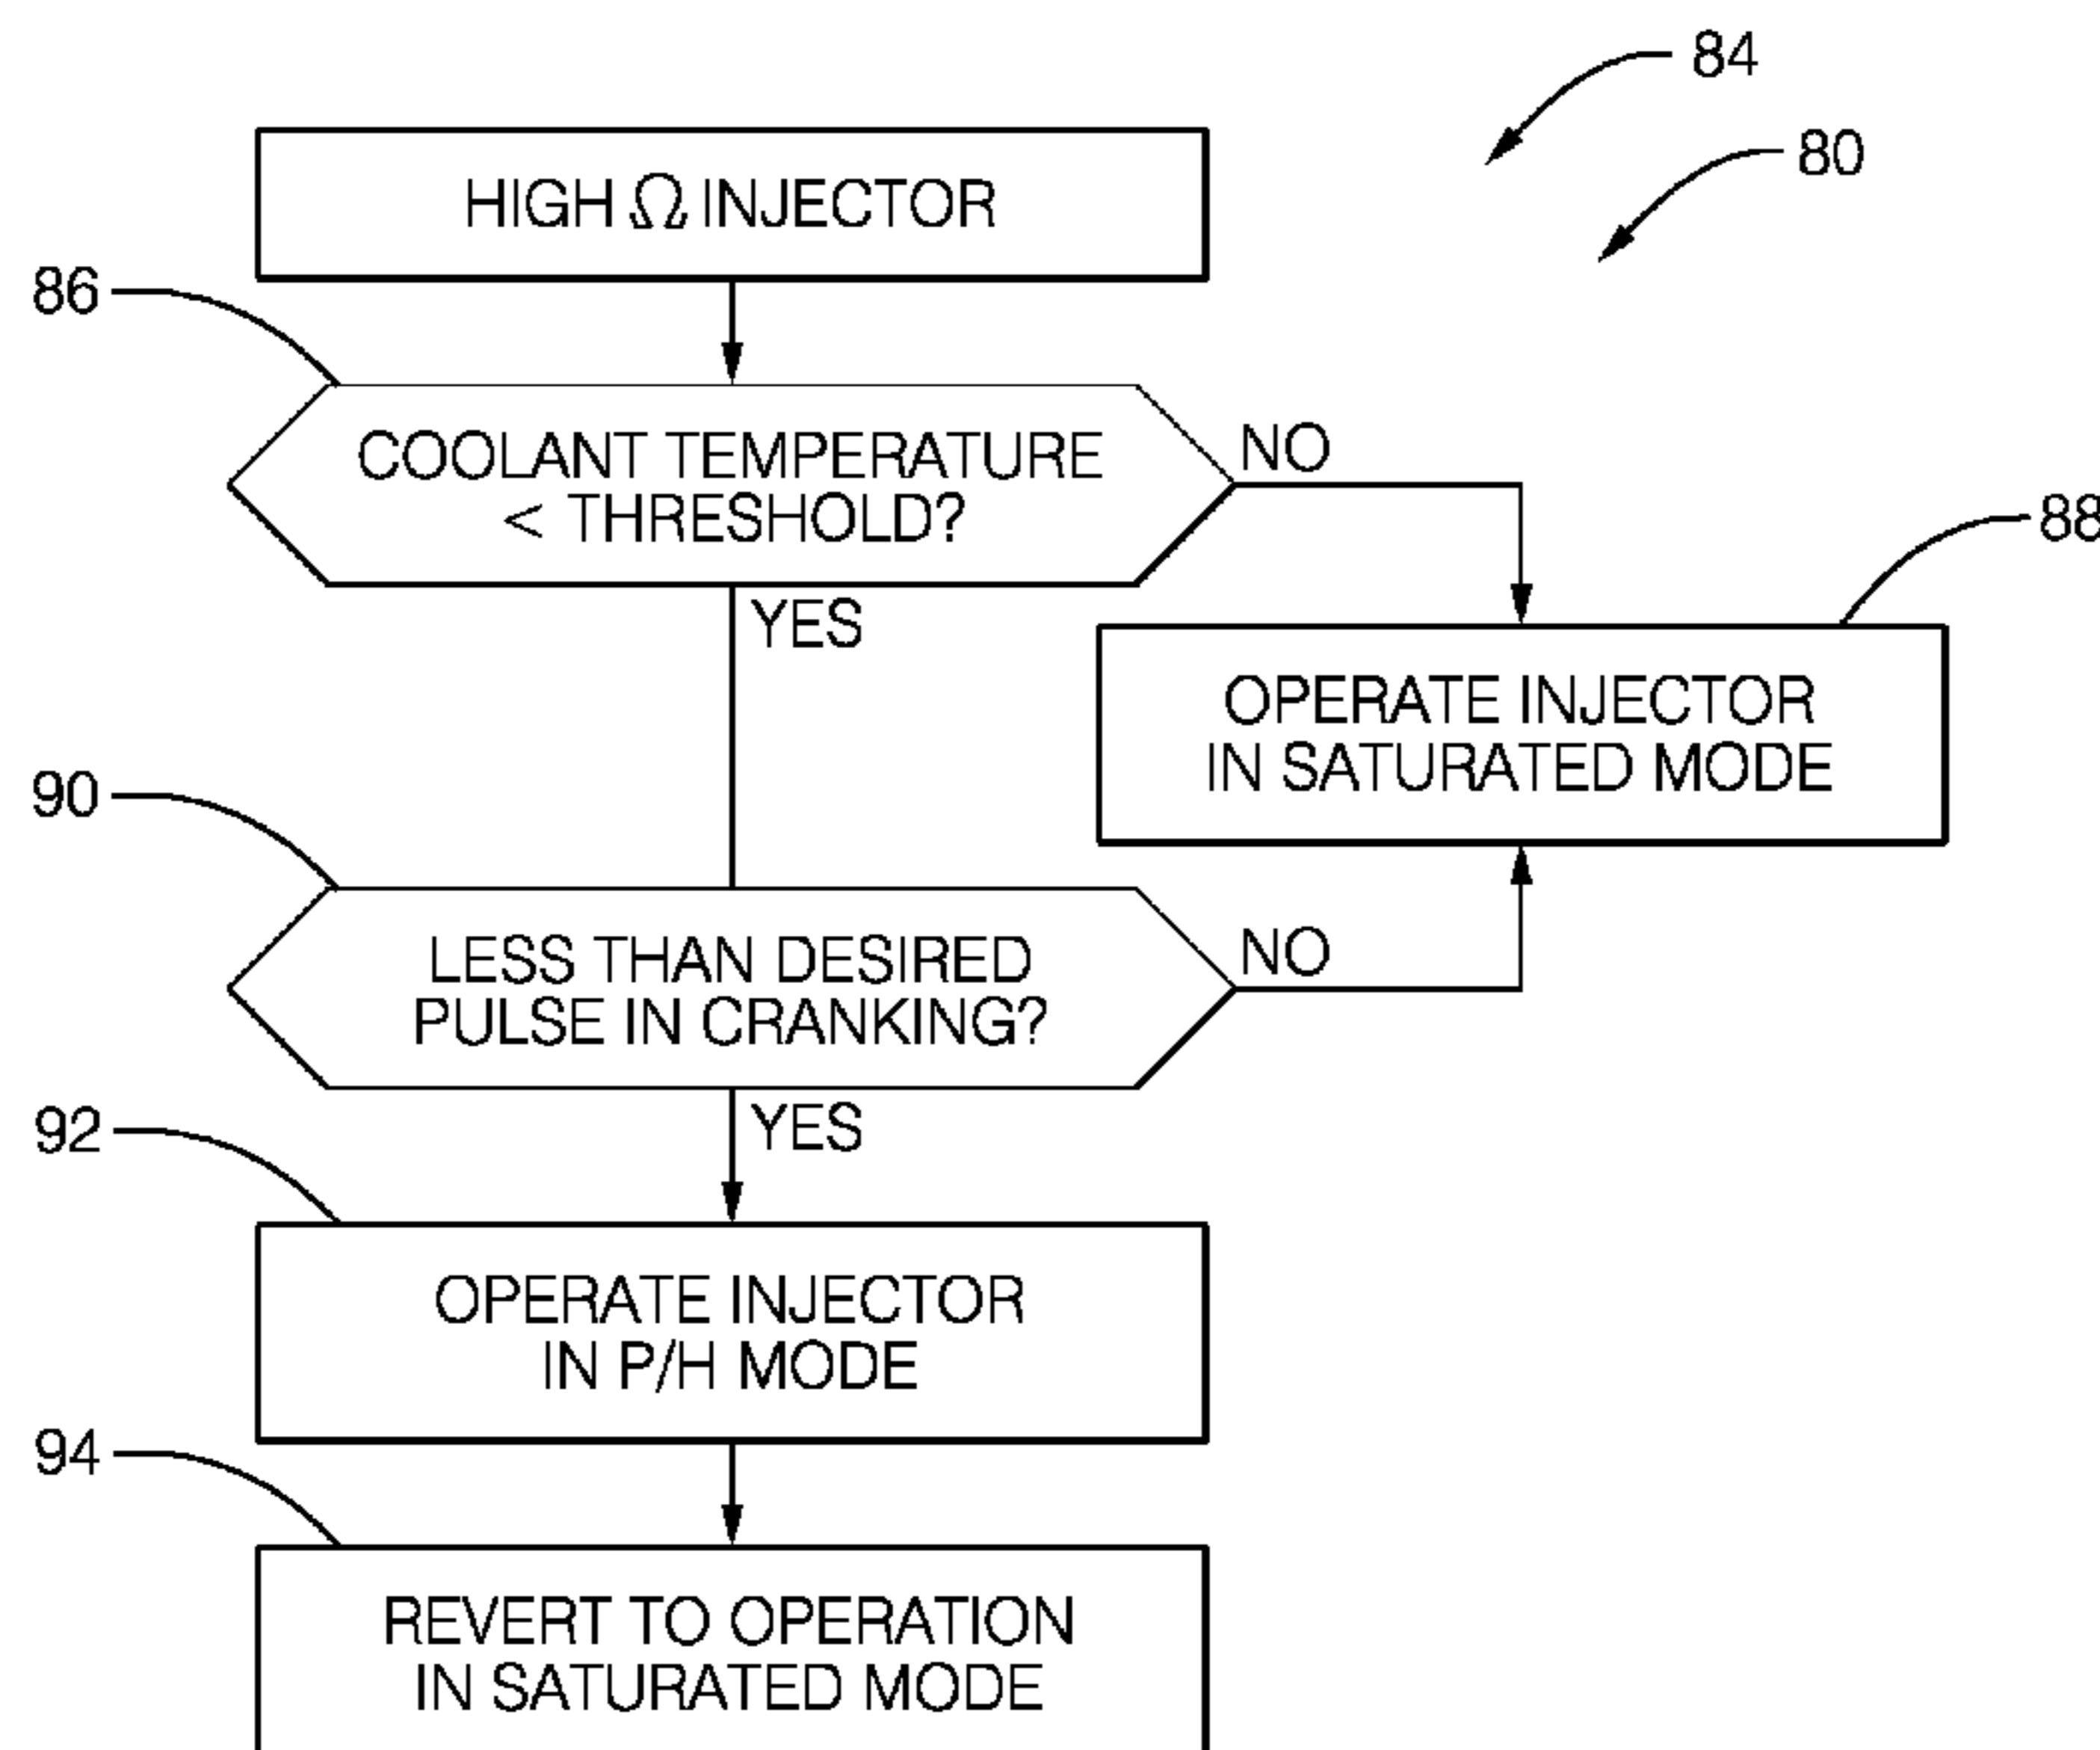 84
80
HIGH Ω INJECTOR
86
COOLANT TEMPERATURE
< THRESHOLD?
NO
YES
88
OPERATE INJECTOR
IN SATURATED MODE
90
LESS THAN DESIRED
PULSE IN CRANKING?
NO
YES
92
OPERATE INJECTOR
IN P/H MODE
94
REVERT TO OPERATION
IN SATURATED MODE